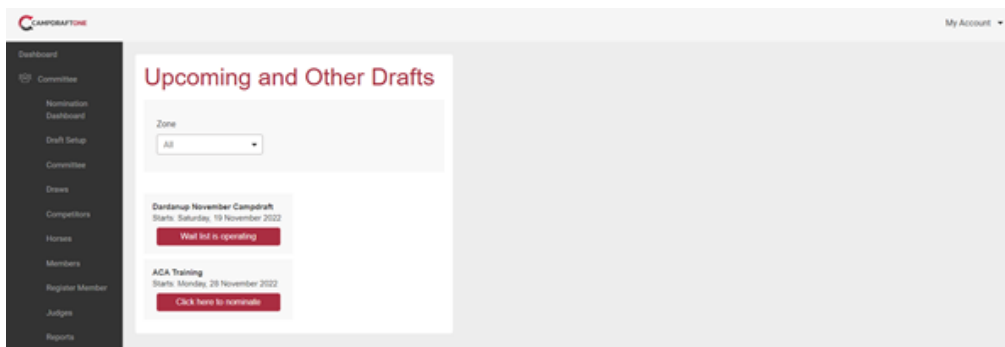 CAMPDRAFTONE
My Account
Dashboard
Committee
Nomination
Dashboard
Draft Setup
Committee
Draws
Competitors
Horses
Members
Register Member
Judges
Reports
Upcoming and Other Drafts
Zone
All
Dardanup November Campdraft
Starts: Saturday, 19 November 2022
Wait list is operating
ACA Training
Starts: Monday, 28 November 2022
Click here to nominate